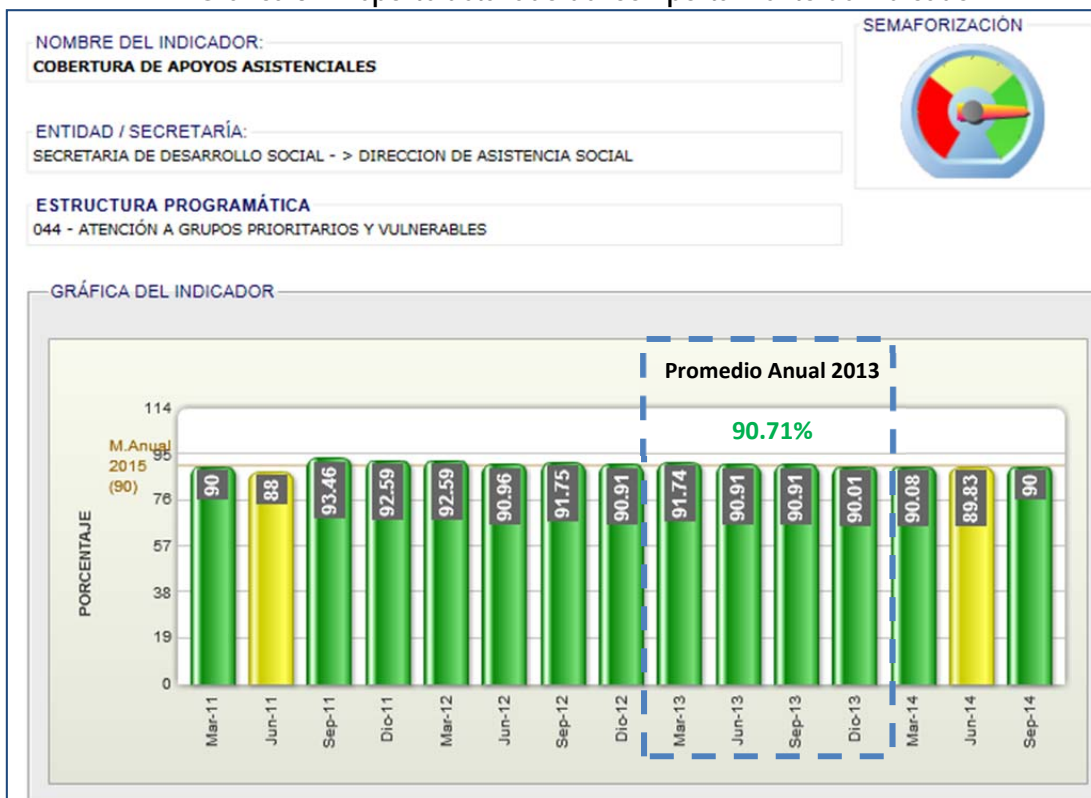 SEMAFORIZACIÓN
NOMBRE DEL INDICADOR:
COBERTURA DE APOYOS ASISTENCIALES
ENTIDAD / SECRETARÍA:
SECRETARIA DE DESARROLLO SOCIAL - > DIRECCION DE ASISTENCIA SOCIAL
ESTRUCTURA PROGRAMÁTICA
044 - ATENCIÓN A GRUPOS PRIORITARIOS Y VULNERABLES
GRÁFICA DEL INDICADOR
Promedio Anual 2013
90.71%
114
M.Anual
2015
(90)
95
76
57
38
19
0
PORCENTAJE
90
88
93.46
92.59
92.59
90.96
91.75
90.91
91.74
90.91
90.91
90.01
90.08
89.83
90
Mar-11
Jun-11
Sep-11
Dic-11
Mar-12
Jun-12
Sep-12
Dic-12
Mar-13
Jun-13
Sep-13
Dic-13
Mar-14
Jun-14
Sep-14